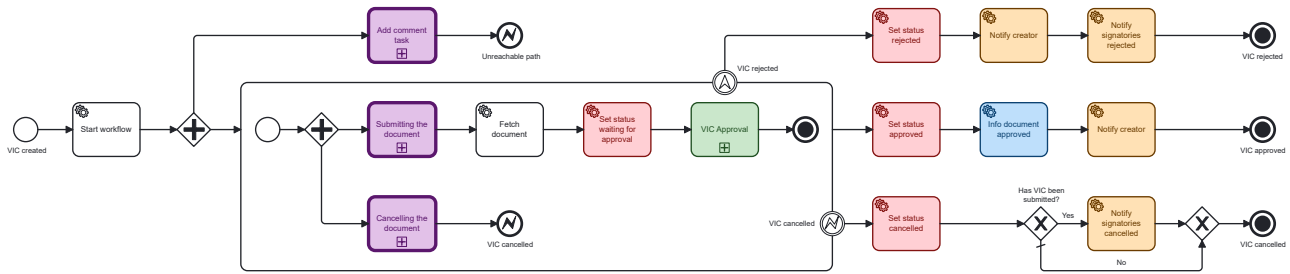 Add comment
task
Unreachable path
VIC rejected
Set status
rejected
Notify creator
Notify
signatories
rejected
VIC rejected
VIC created
Start workflow
Submitting the
document
Fetch
document
Set status
waiting for
approval
VIC Approval
Set status
approved
Info document
approved
Notify creator
VIC approved
Cancelling the
document
VIC cancelled
VIC cancelled
Set status
cancelled
Has VIC been
submitted?
Yes
No
Notify
signatories
cancelled
VIC cancelled